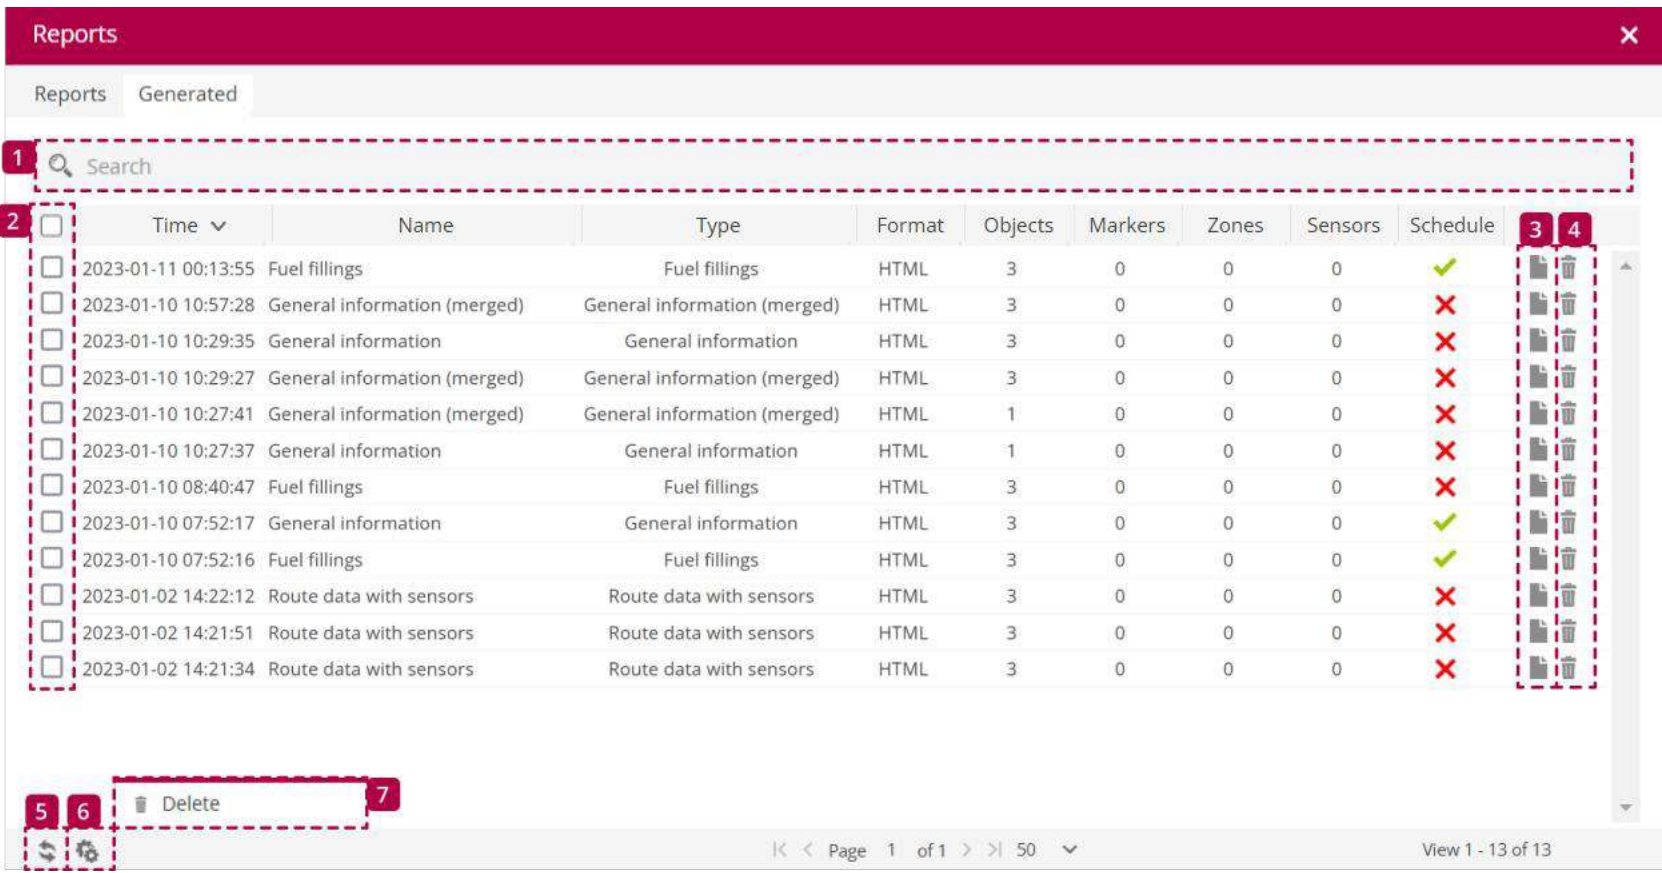 Reports
Reports Generated
1 Search
2 Time Name Type Format Objects Markers Zones Sensors Schedule 3 4
2023-01-11 00:13:55 Fuel fillings Fuel fillings HTML 3 0 0 0
2023-01-10 10:57:28 General information (merged) General information (merged) HTML 3 0 0 0
2023-01-10 10:29:35 General information General information HTML 3 0 0 0
2023-01-10 10:29:27 General information (merged) General information (merged) HTML 3 0 0 0
2023-01-10 10:27:41 General information (merged) General information (merged) HTML 1 0 0 0
2023-01-10 10:27:37 General information General information HTML 1 0 0 0
2023-01-10 08:40:47 Fuel fillings Fuel fillings HTML 3 0 0 0
2023-01-10 07:52:17 General information General information HTML 3 0 0 0
2023-01-10 07:52:16 Fuel fillings Fuel fillings HTML 3 0 0 0
2023-01-02 14:22:12 Route data with sensors Route data with sensors HTML 3 0 0 0
2023-01-02 14:21:51 Route data with sensors Route data with sensors HTML 3 0 0 0
2023-01-02 14:21:34 Route data with sensors Route data with sensors HTML 3 0 0 0
5 6 Delete 7
Page 1 of 1 50 View 1 - 13 of 13